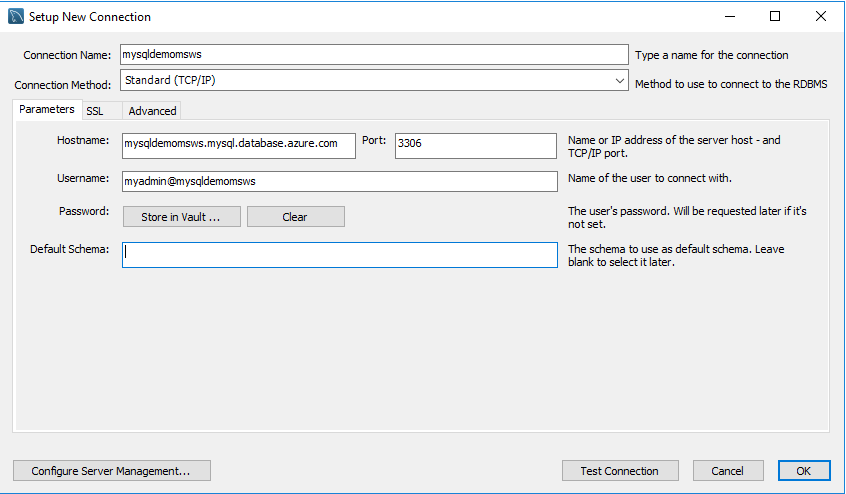 Setup New Connection
Connection Name: mysqldemomsws Type a name for the connection
Connection Method: Standard (TCP/IP) Method to use to connect to the RDBMS
Parameters SSL Advanced
Hostname: mysqldemomsws.mysql.database.azure.com Port: 3306 Name or IP address of the server host - and
TCP/IP port.
Username: myadmin@mysqldemomsws Name of the user to connect with.
Password: Store in Vault ... Clear The user's password. Will be requested later if it's
not set.
Default Schema: The schema to use as default schema. Leave
blank to select it later.
Configure Server Management... Test Connection Cancel OK